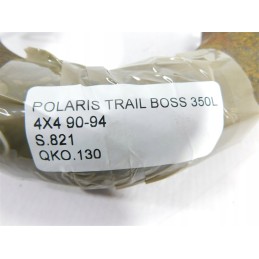 POLARIS TRAIL BOSS 350L
4X4 90-94
S.821
QKO.130